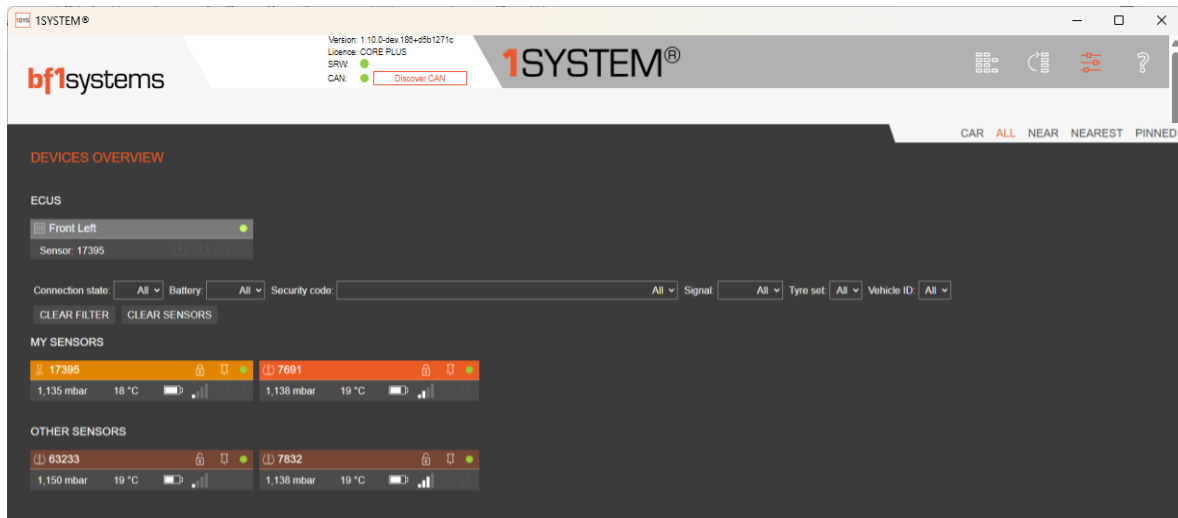 1SYS 1SYSTEM®
Version: 1.10.0-dev.186+d5b1271c
Licence: CORE PLUS
SRW:
CAN: Discover CAN
bf1systems
1SYSTEM®
CAR ALL NEAR NEAREST PINNED
DEVICES OVERVIEW
ECUS
Front Left
Sensor: 17395
Connection state: All Battery: All Security code: All Signal: All Tyre set: All Vehicle ID: All
CLEAR FILTER CLEAR SENSORS
MY SENSORS
17395 7691
1,135 mbar 18 °C 1,138 mbar 19 °C
OTHER SENSORS
63233 7832
1,150 mbar 19 °C 1,138 mbar 19 °C